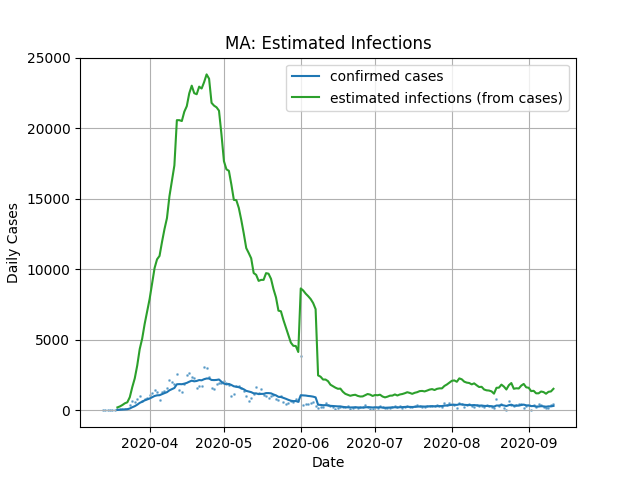 MA: Estimated Infections
confirmed cases
estimated infections (from cases)
Daily Cases
25000
20000
15000
10000
5000
0
2020-04 2020-05 2020-06 2020-07 2020-08 2020-09
Date